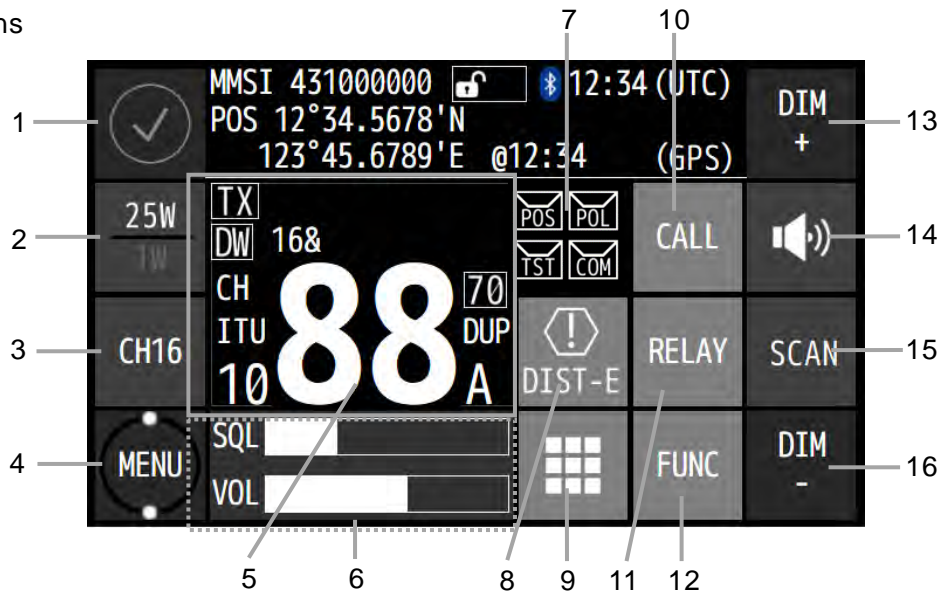 ns
7 10
MMSI 431000000 12:34 (UTC)
POS 12°34.5678'N
123°45.6789'E @12:34 (GPS)
DIM
+
1
13
25W
1W
2
TX
DW 16&
CH
ITU
10
88
70
DUP
A
POS POL
TST COM
CALL
14
3
CH16
DIST-E
RELAY
SCAN
15
4
MENU
SQL
VOL
FUNC
DIM
-
16
5 6 8 9 11 12